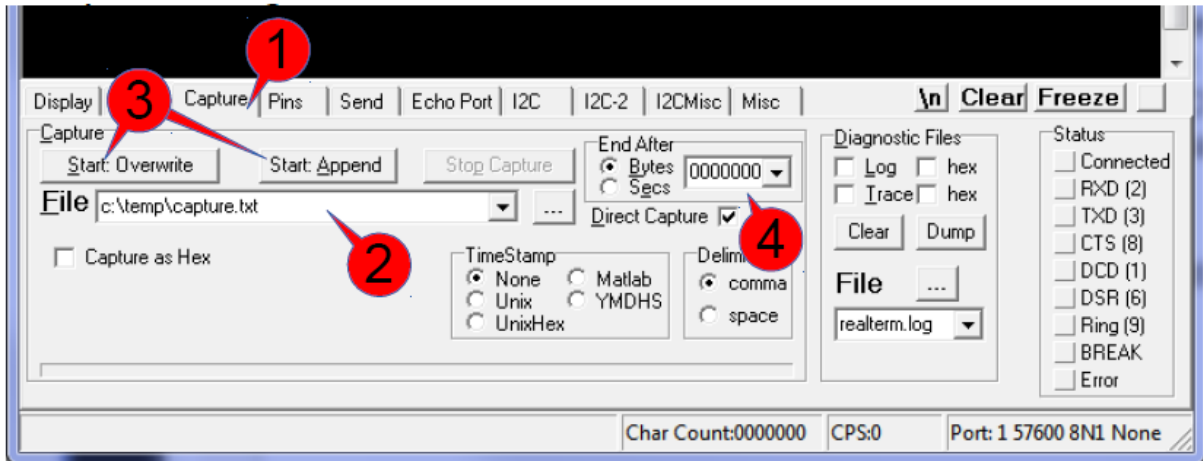 1
3
Display Capture Pins Send Echo Port I2C I2C-2 I2CMisc Misc \n Clear Freeze
Capture
Start: Overwrite Start: Append Stop Capture
End After
Bytes 0000000
Secs
File c:\temp\capture.txt ...
Direct Capture
2
4
Capture as Hex
TimeStamp
None Matlab
Unix YMDHS
UnixHex
comma
space
Diagnostic Files
Log hex
Trace hex
Clear Dump
File ...
realterm.log
Status
Connected
RXD (2)
TXD (3)
CTS (8)
DCD (1)
DSR (6)
Ring (9)
BREAK
Error
Char Count:0000000 CPS:0 Port: 1 57600 8N1 None